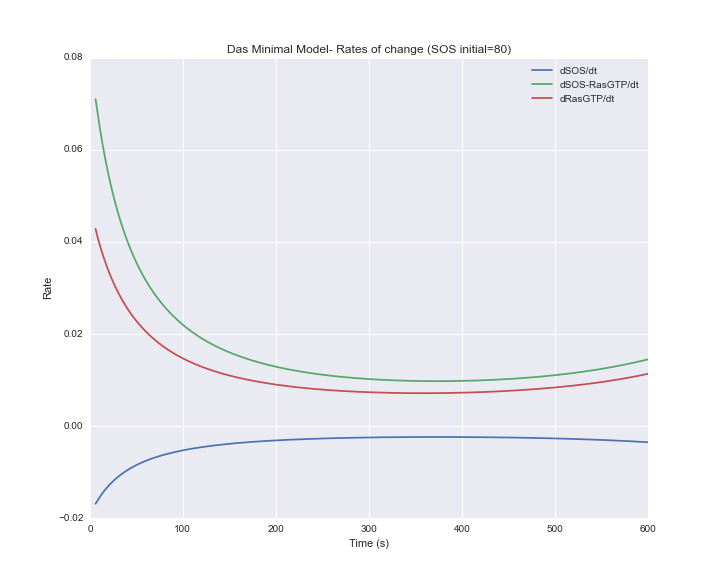 Das Minimal Model- Rates of change (SOS initial=80)
0.08
0.06
0.04
0.02
0.00
−0.02
Rate
dSOS/dt
dSOS-RasGTP/dt
dRasGTP/dt
0 100 200 300 400 500 600
Time (s)